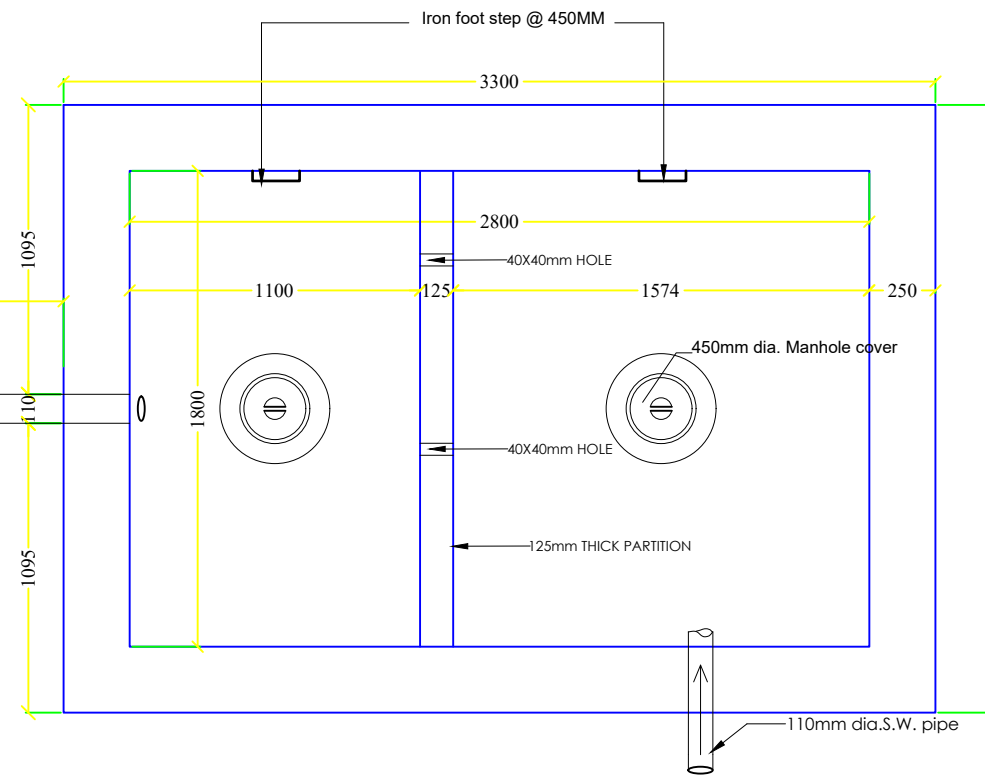 Iron foot step @ 450MM
3300
2800
1095
40X40mm HOLE
1100
125
1574
250
450mm dia. Manhole cover
110
1800
40X40mm HOLE
125mm THICK PARTITION
1095
110mm dia.S.W. pipe